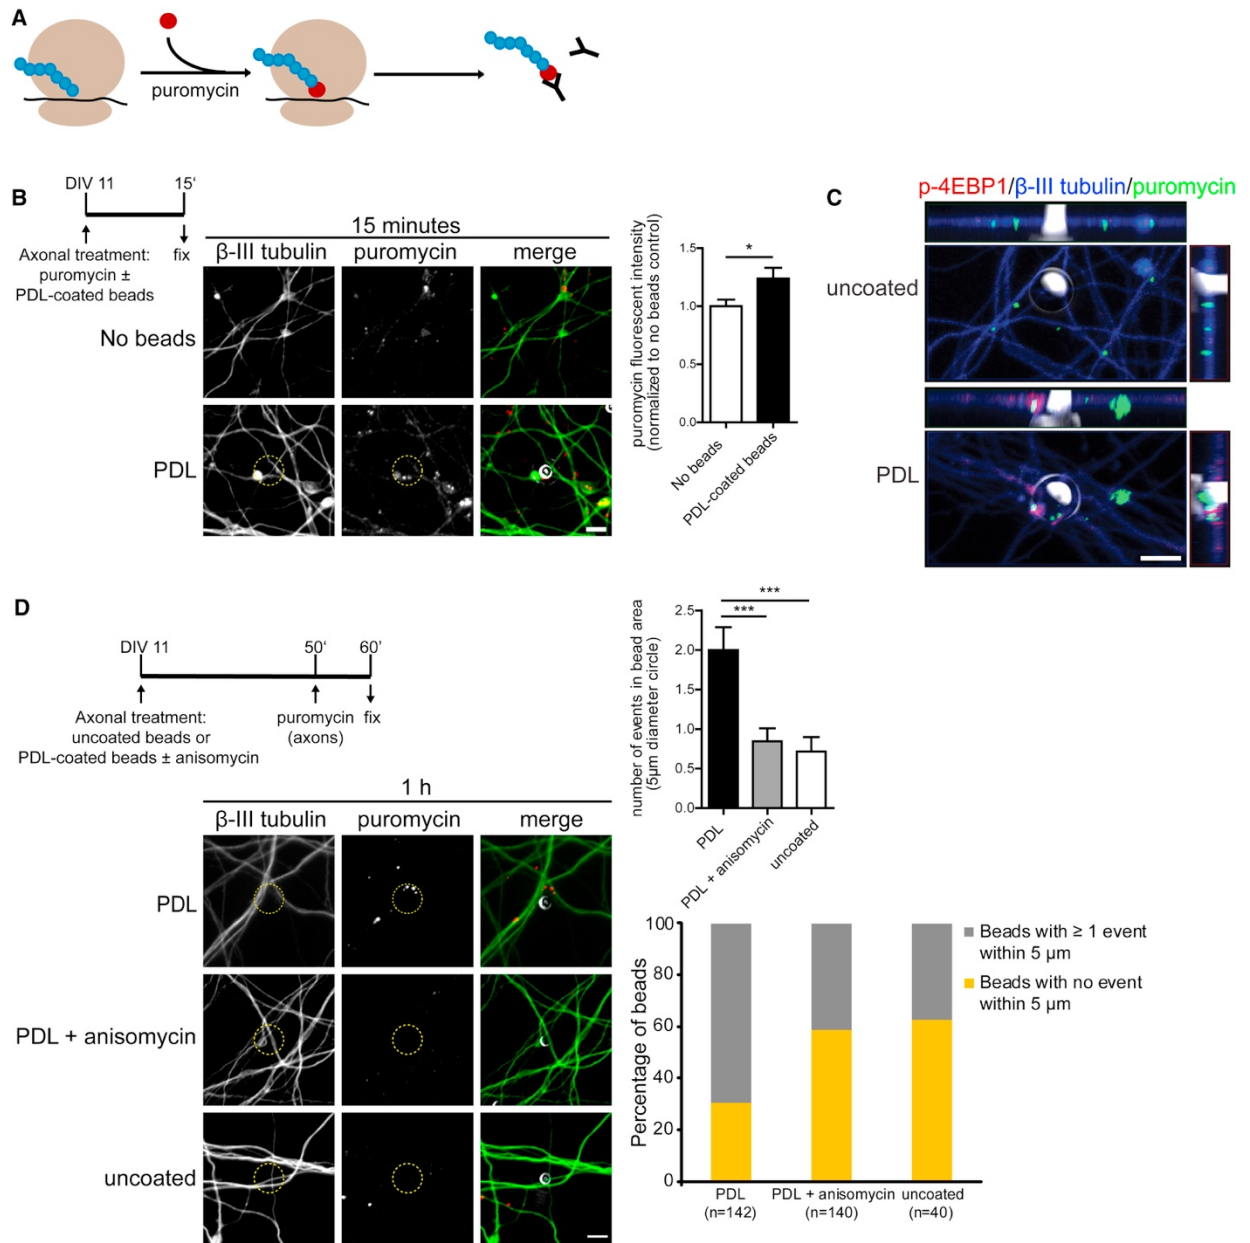 A
puromycin
B
DIV 11
15'
Axonal treatment:
puromycin ±
PDL-coated beads
fix
15 minutes
β-III tubulin
puromycin
merge
No beads
PDL
puromycin fluorescent intensity
(normalized to no beads control)
1.5
1.0
0.5
0.0
*
No beads
PDL-coated beads
C
p-4EBP1/β-III tubulin/puromycin
uncoated
PDL
D
DIV 11
50'
60'
Axonal treatment:
uncoated beads or
PDL-coated beads ± anisomycin
puromycin
(axons)
fix
1 h
β-III tubulin
puromycin
merge
PDL
PDL + anisomycin
uncoated
number of events in bead area
(5µm diameter circle)
2.5
2.0
1.5
1.0
0.5
0.0
***
***
PDL
PDL + anisomycin
uncoated
Percentage of beads
100
80
60
40
20
0
Beads with ≥ 1 event
within 5 µm
Beads with no event
within 5 µm
PDL
(n=142)
PDL + anisomycin
(n=140)
uncoated
(n=40)